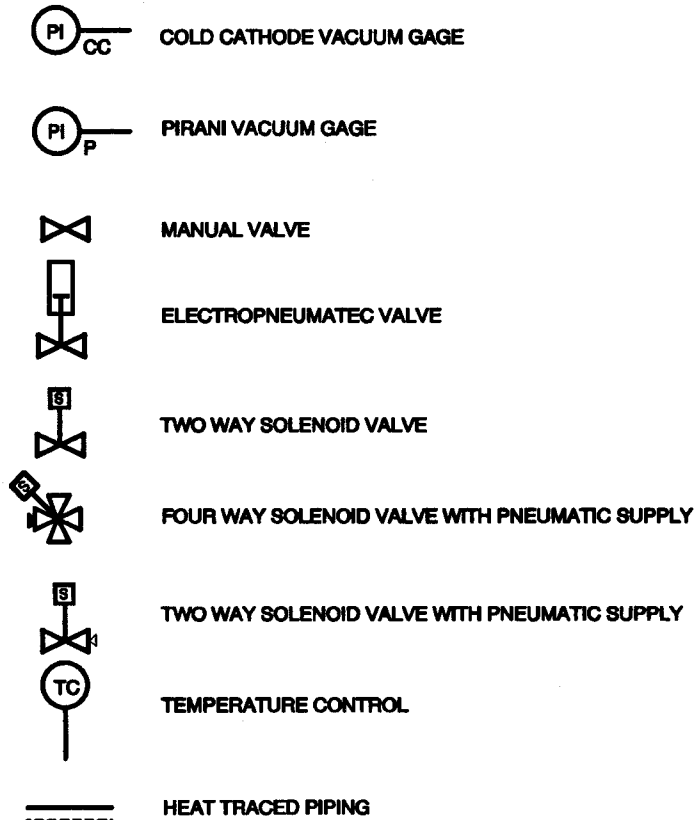 PI CC COLD CATHODE VACUUM GAGE
PI P PIRANI VACUUM GAGE
MANUAL VALVE
ELECTROPNEUMATEC VALVE
S TWO WAY SOLENOID VALVE
S FOUR WAY SOLENOID VALVE WITH PNEUMATIC SUPPLY
S TWO WAY SOLENOID VALVE WITH PNEUMATIC SUPPLY
TC TEMPERATURE CONTROL
HEAT TRACED PIPING